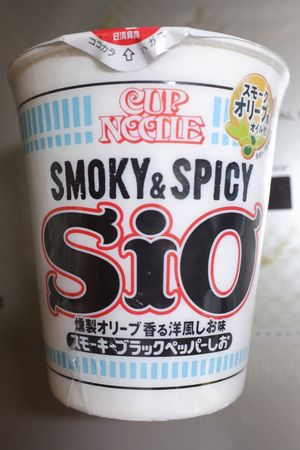 日清食品
ココカラ
CUP
NOODLE
スモーク
オリーブ
オイル
SMOKY&SPICY
SiO
燻製オリーブ香る洋風しお味
スモーキーブラックペッパーしお